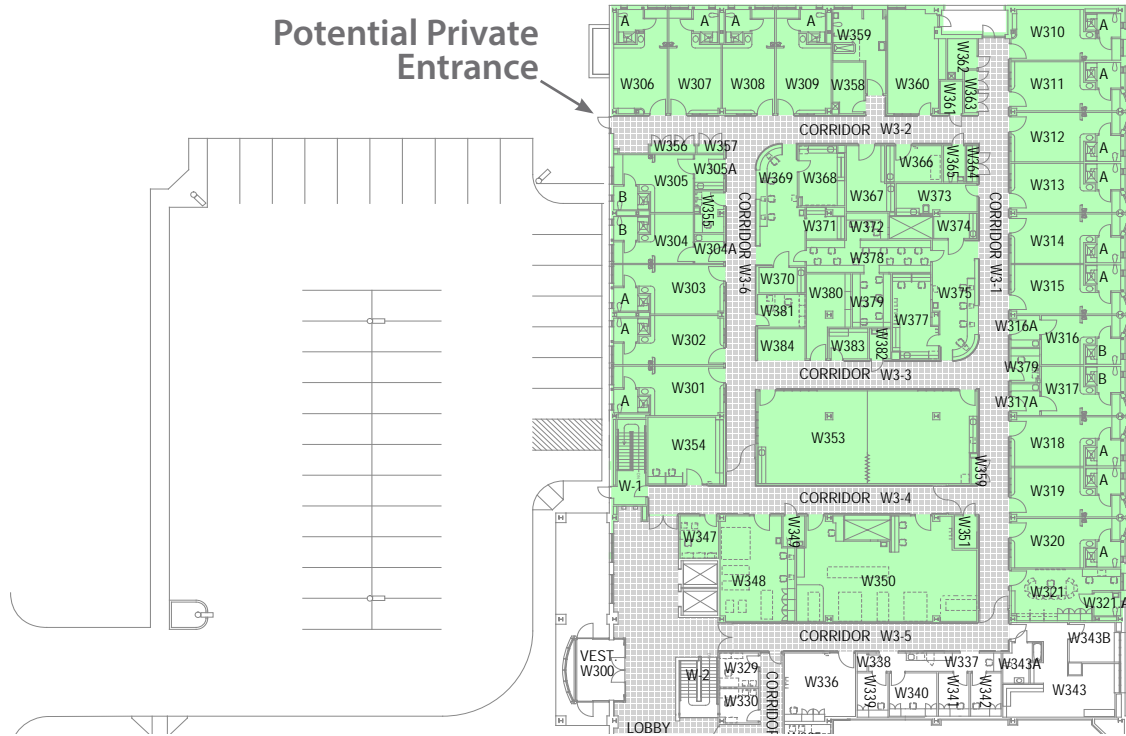 Potential Private
Entrance
A
A
A
A
W359
W306
W307
W308
W309
W358
W360
W362
W363
W361
W310
A
W311
A
CORRIDOR W3-2
W312
A
W356
W357
W305A
W305
B
W355
W369
W368
W366
W365
W364
W367
W373
W313
A
B
W304
W304A
W371
W372
W374
CORRIDOR W3-1
W314
A
CORRIDOR W3-6
W378
W303
A
W370
W380
W379
W377
W375
W315
A
W381
A
W302
W384
W383
W382
W316A
W316
B
W379
CORRIDOR W3-3
W301
A
W317
B
W317A
W353
W318
A
W354
W359
W319
A
W-1
CORRIDOR W3-4
W347
W349
W351
W320
A
W348
W350
W321
W321 A
CORRIDOR W3-5
W343B
VEST
W300
W-2
W329
W330
CORRIDOR
W336
W338
W337
W343A
W339
W340
W341
W342
W343
LOBBY